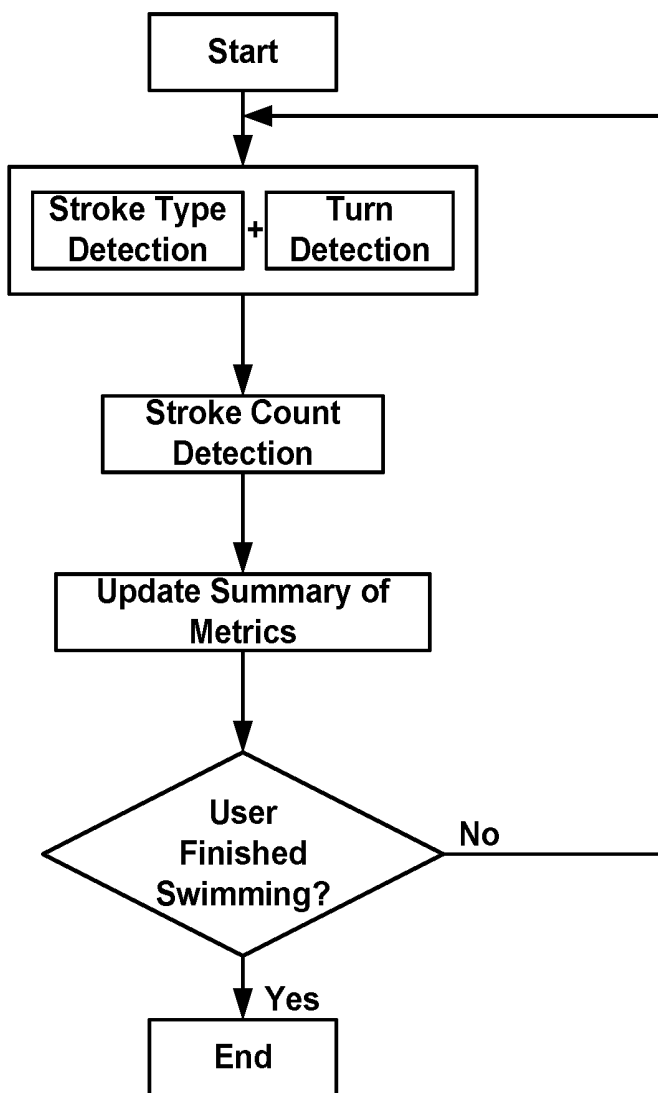 Start
Stroke Type
Detection
+
Turn
Detection
Stroke Count
Detection
Update Summary of
Metrics
User
Finished
Swimming?
No
Yes
End